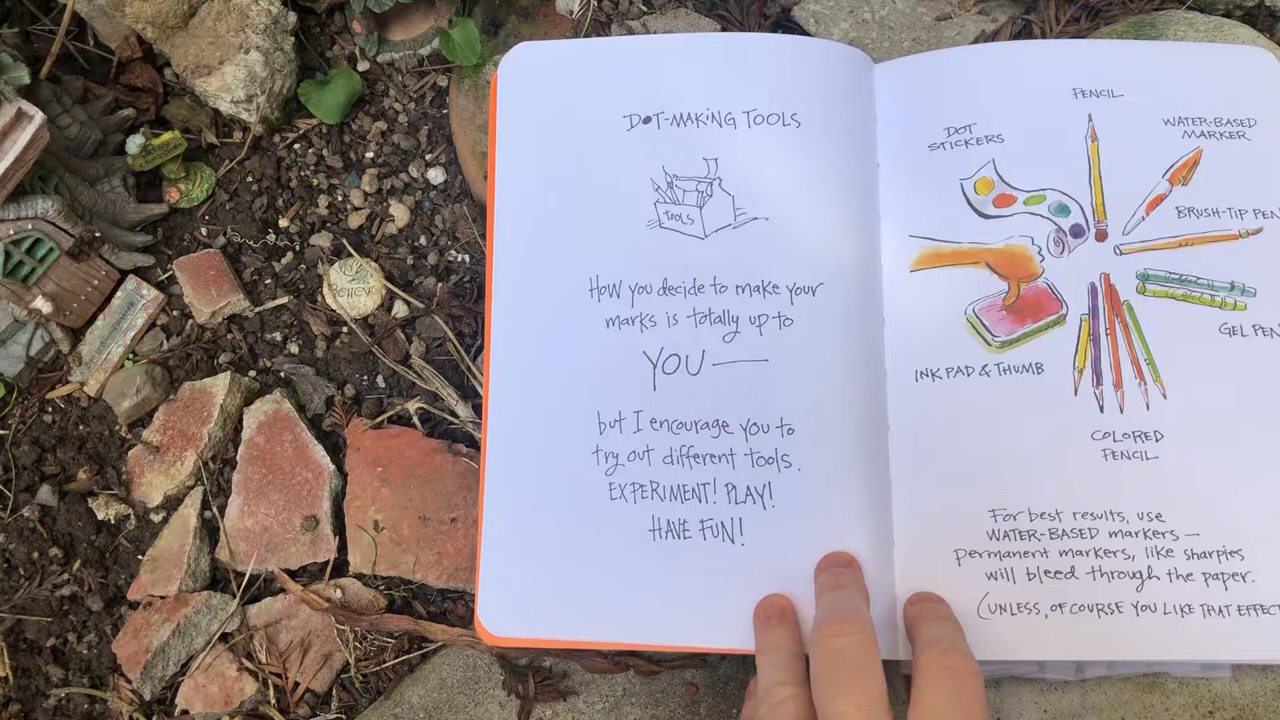 DOT-MAKING TOOLS
TOOLS
How you decide to make your
marks is totally up to
YOU—
but I encourage you to
try out different tools.
EXPERIMENT! PLAY!
HAVE FUN!
PENCIL
DOT
STICKERS
WATER-BASED
MARKER
BRUSH-TIP PEN
GEL PEN
INK PAD & THUMB
COLORED
PENCIL
For best results, use
WATER-BASED markers —
permanent markers, like sharpies
will bleed through the paper.
(UNLESS, OF COURSE YOU LIKE THAT EFFECT